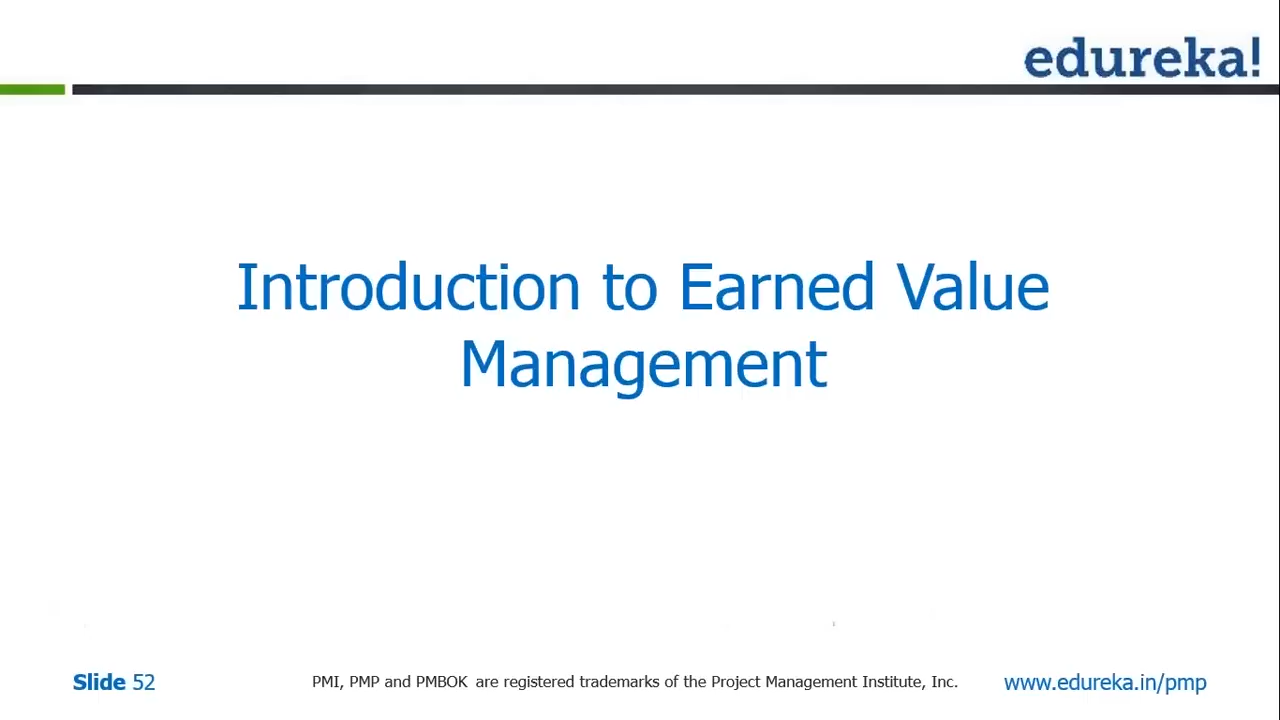 edureka!
Introduction to Earned Value
Management
Slide 52
PMI, PMP and PMBOK are registered trademarks of the Project Management Institute, Inc.
www.edureka.in/pmp